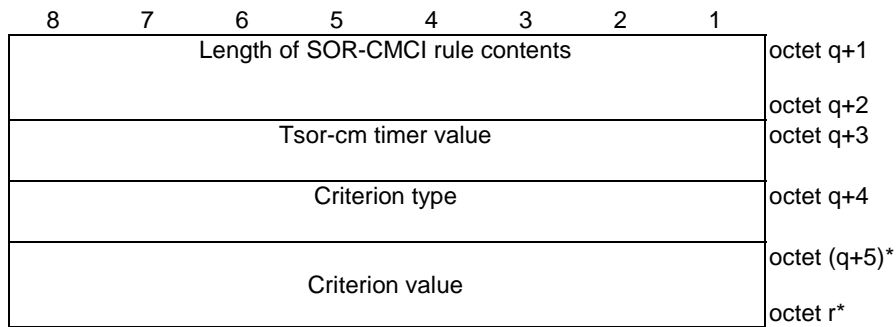 8 7 6 5 4 3 2 1
Length of SOR-CMCI rule contents octet q+1
octet q+2
Tsor-cm timer value octet q+3
Criterion type octet q+4
octet (q+5)*
Criterion value
octet r*